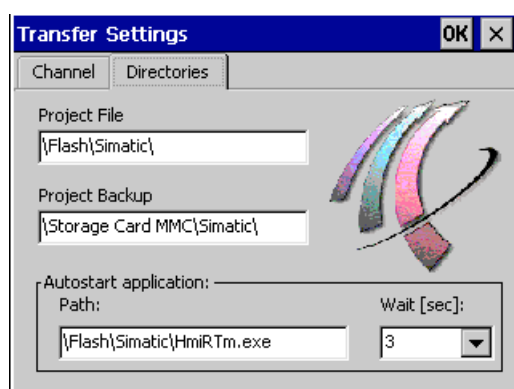 Transfer Settings OK ×
Channel Directories
Project File
\Flash\Simatic\
Project Backup
\Storage Card MMC\Simatic\
Autostart application:
Path: Wait [sec]:
\Flash\Simatic\HmiRTm.exe 3